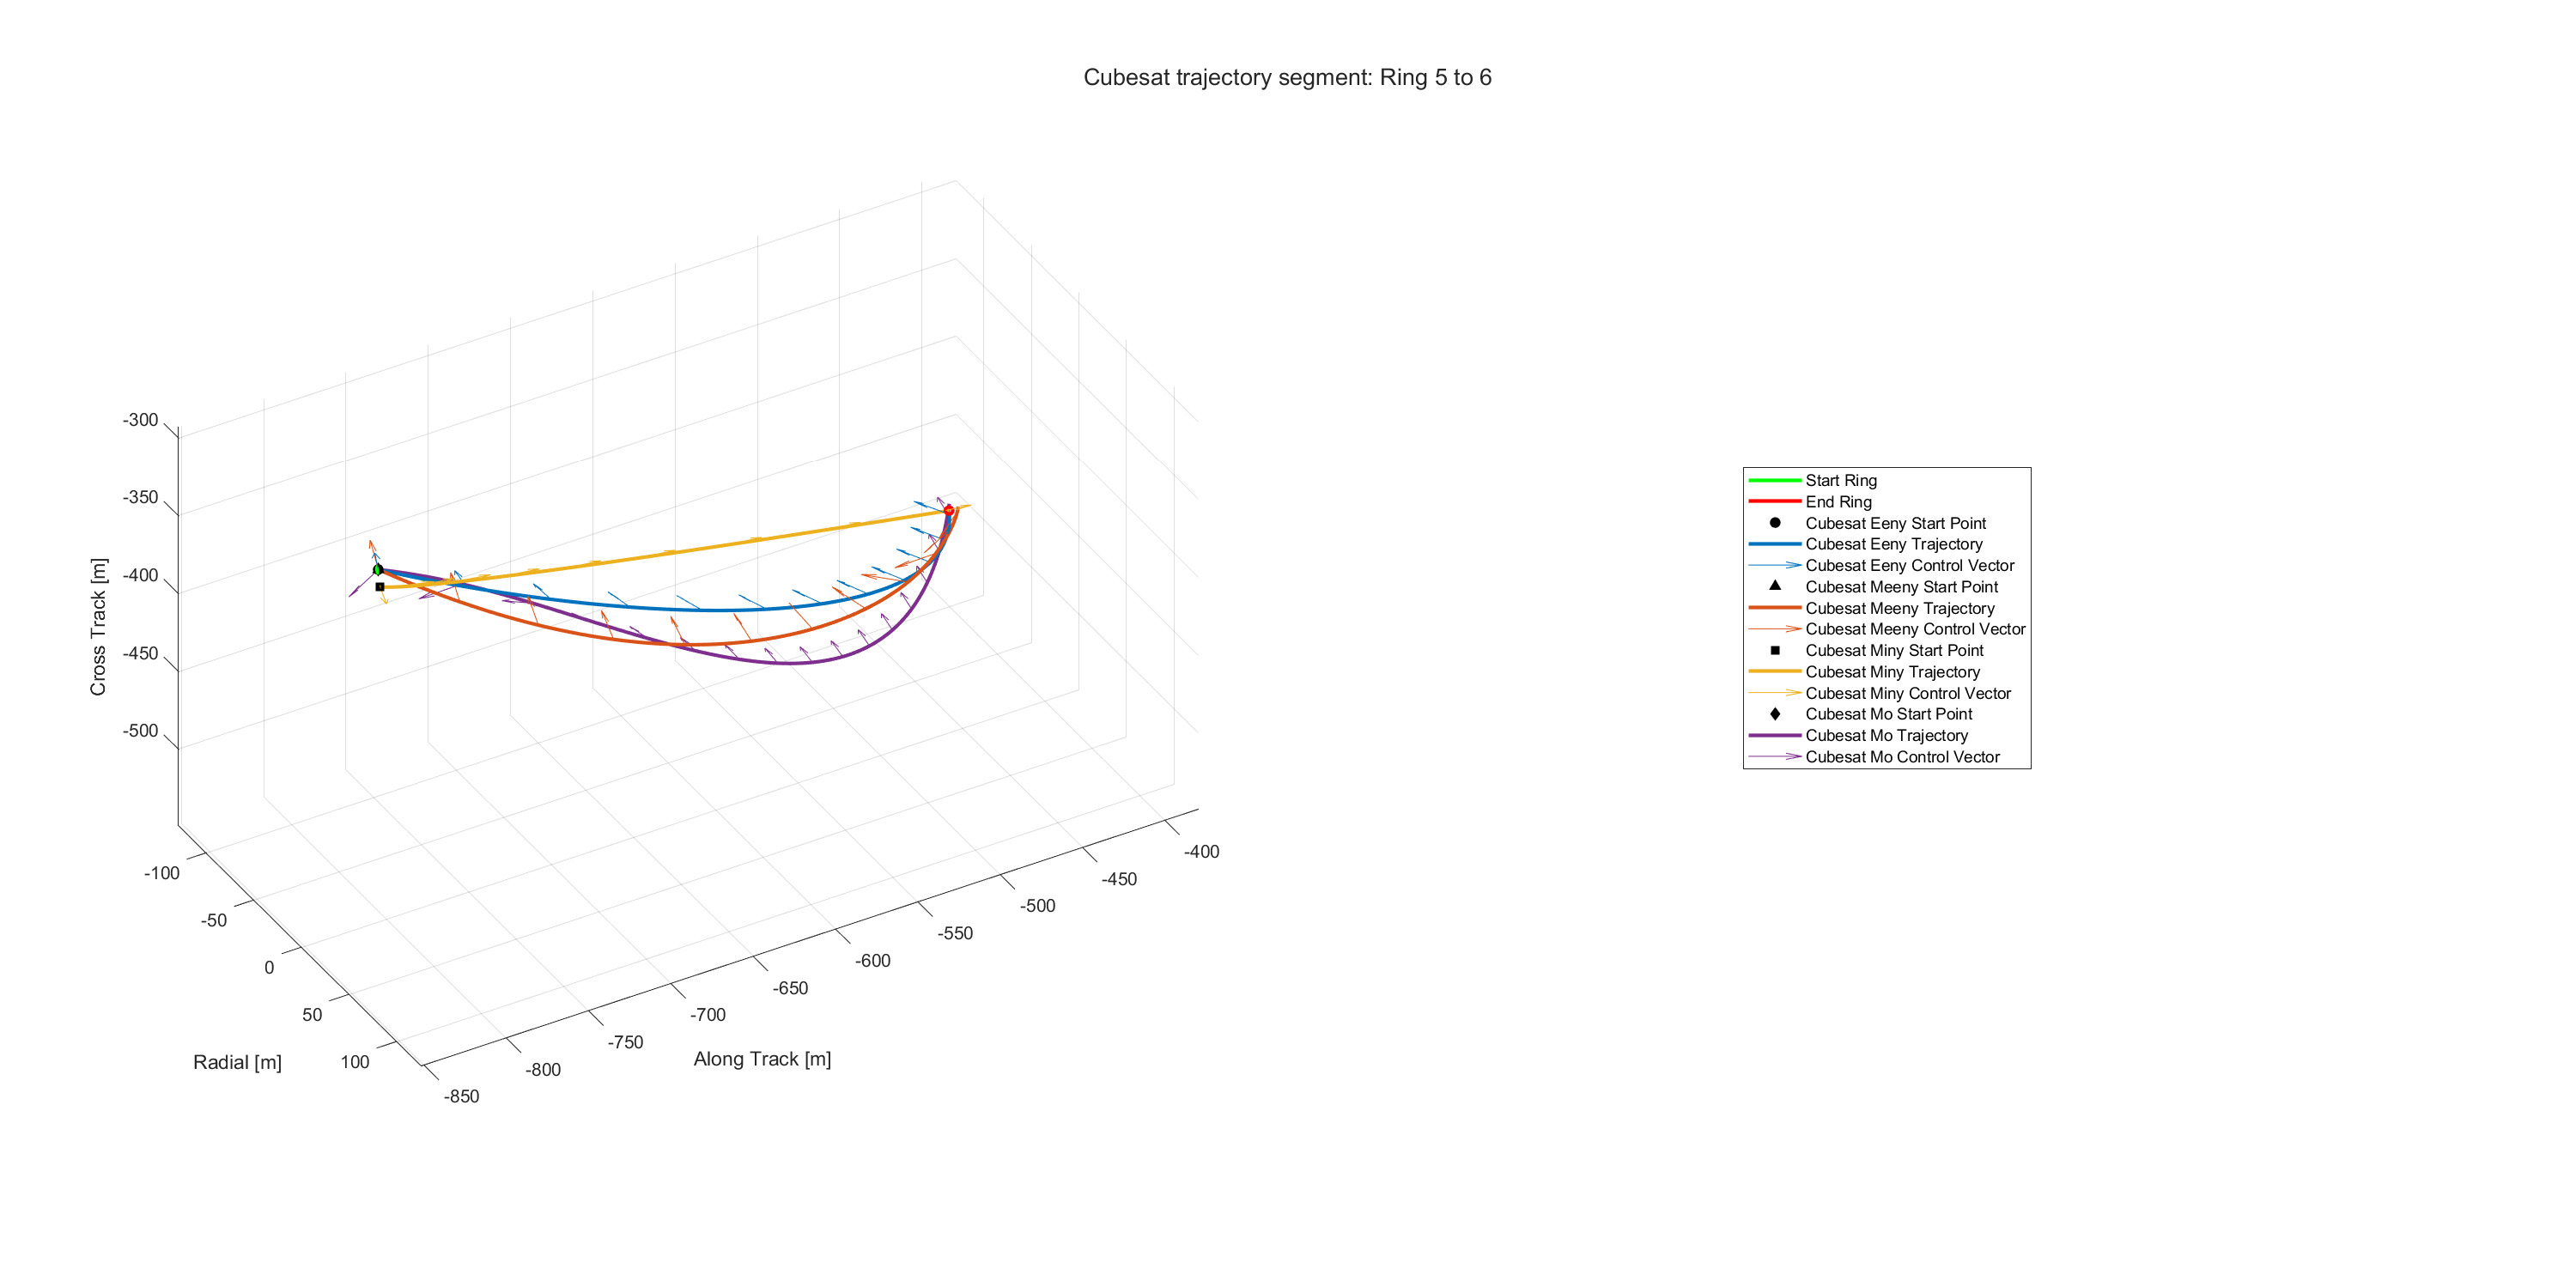 Cubesat trajectory segment: Ring 5 to 6
-300
-350
-400
-450
-500
Cross Track [m]
-100
-50
0
50
100
Radial [m]
-850
-800
-750
-700
-650
-600
-550
-500
-450
-400
Along Track [m]
Start Ring
End Ring
Cubesat Eeny Start Point
Cubesat Eeny Trajectory
Cubesat Eeny Control Vector
Cubesat Meeny Start Point
Cubesat Meeny Trajectory
Cubesat Meeny Control Vector
Cubesat Miny Start Point
Cubesat Miny Trajectory
Cubesat Miny Control Vector
Cubesat Mo Start Point
Cubesat Mo Trajectory
Cubesat Mo Control Vector